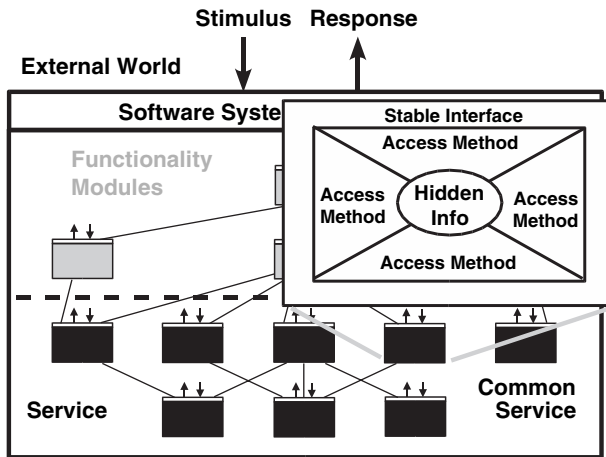 Stimulus Response
External World
Software Syste
Stable Interface
Access Method
Functionality
Modules
Access
Method
Hidden
Info
Access
Method
Access Method
Service
Common
Service